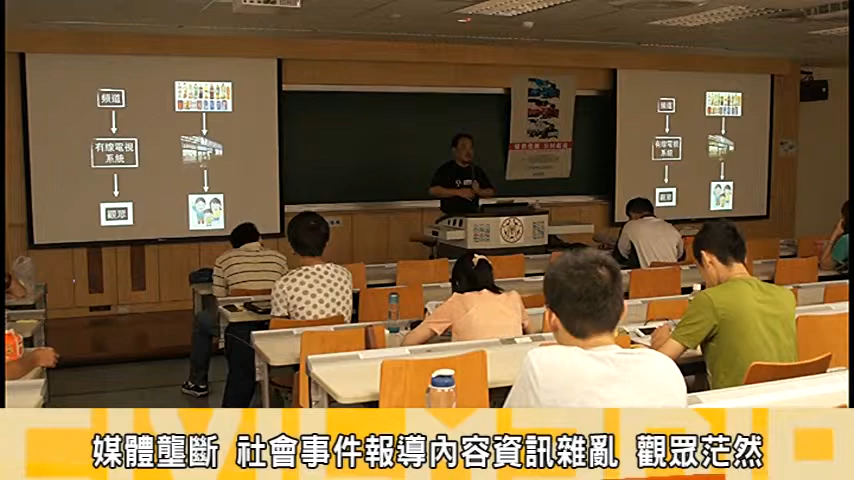 頻道
有線電視
系統
觀眾
頻道
有線電視
系統
觀眾
媒體壟斷 社會事件報導內容資訊雜亂 觀眾茫然